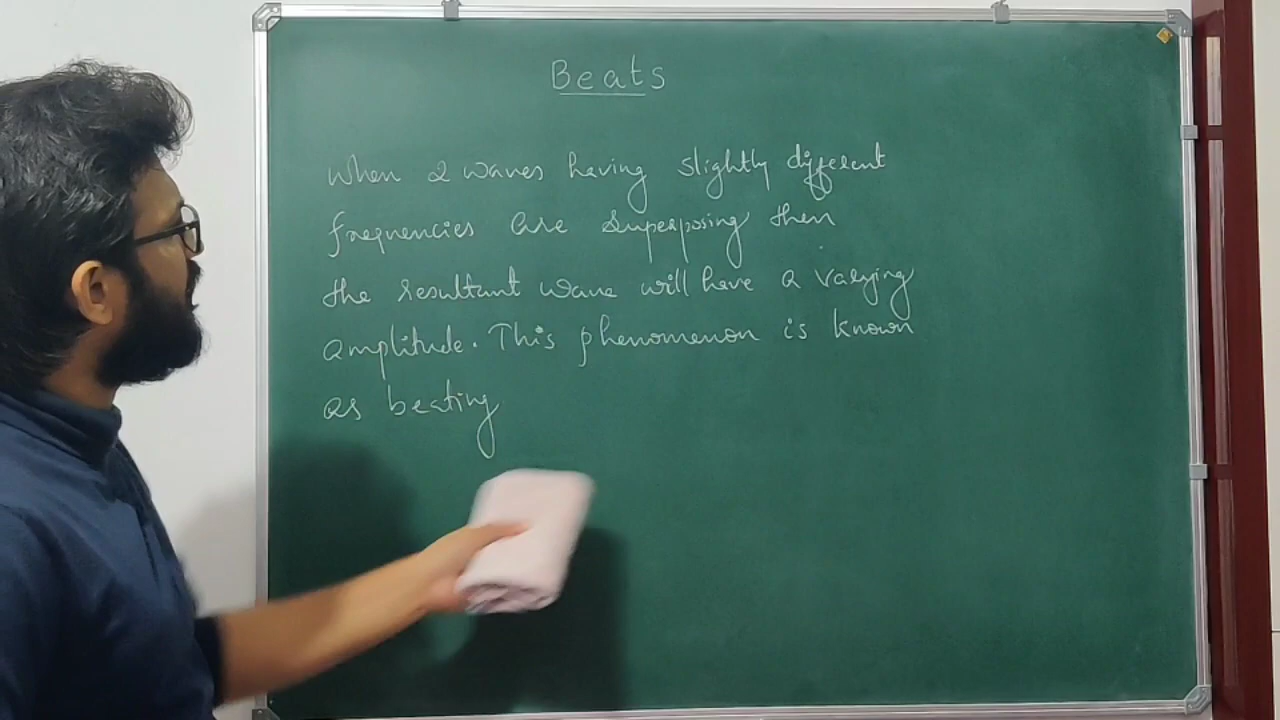 Beats
When 2 waves having slightly different
frequencies are superposing then
the resultant wave will have a varying
amplitude. This phenomenon is known
as beating